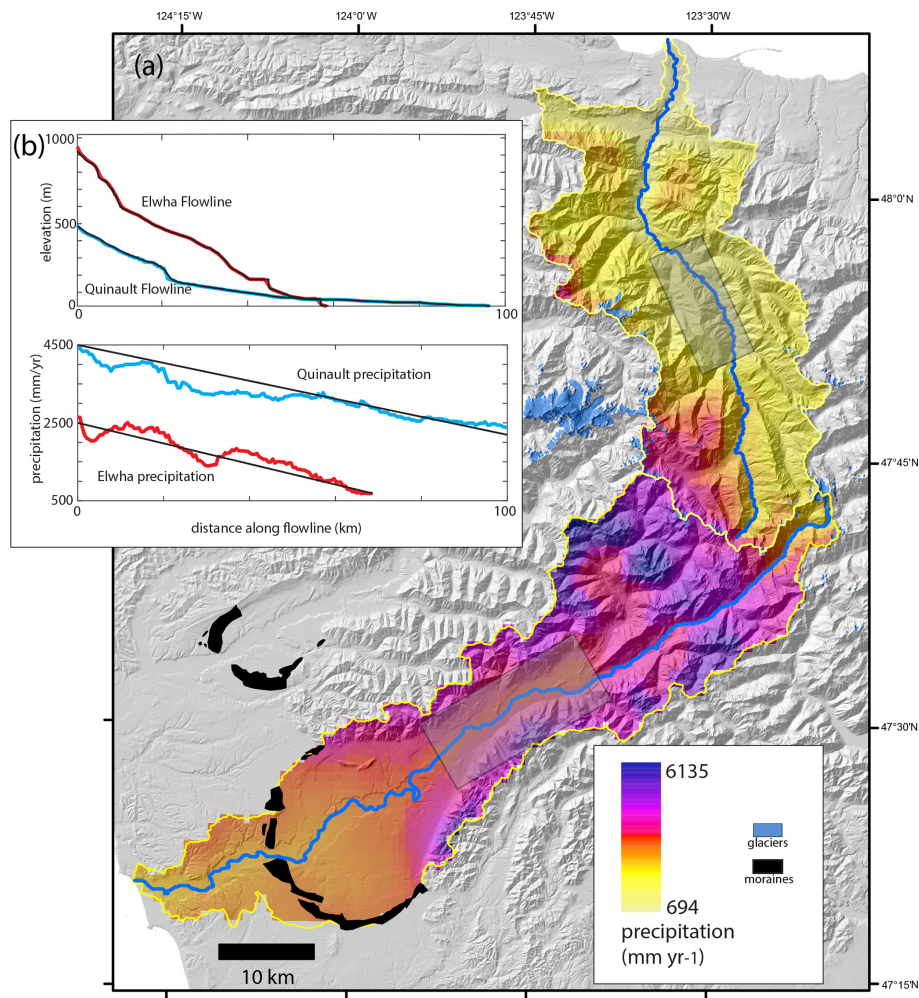 124°15'W 124°0'W 123°45'W 123°30'W
(a)
(b)
1000
500
0
elevation (m)
Elwha Flowline
Quinault Flowline
0 100
4500
2500
500
precipitation (mm/yr)
Quinault precipitation
Elwha precipitation
0 100
distance along flowline (km)
48°0'N
47°45'N
47°30'N
47°15'N
6135
694
precipitation
(mm yr-1)
glaciers
moraines
10 km